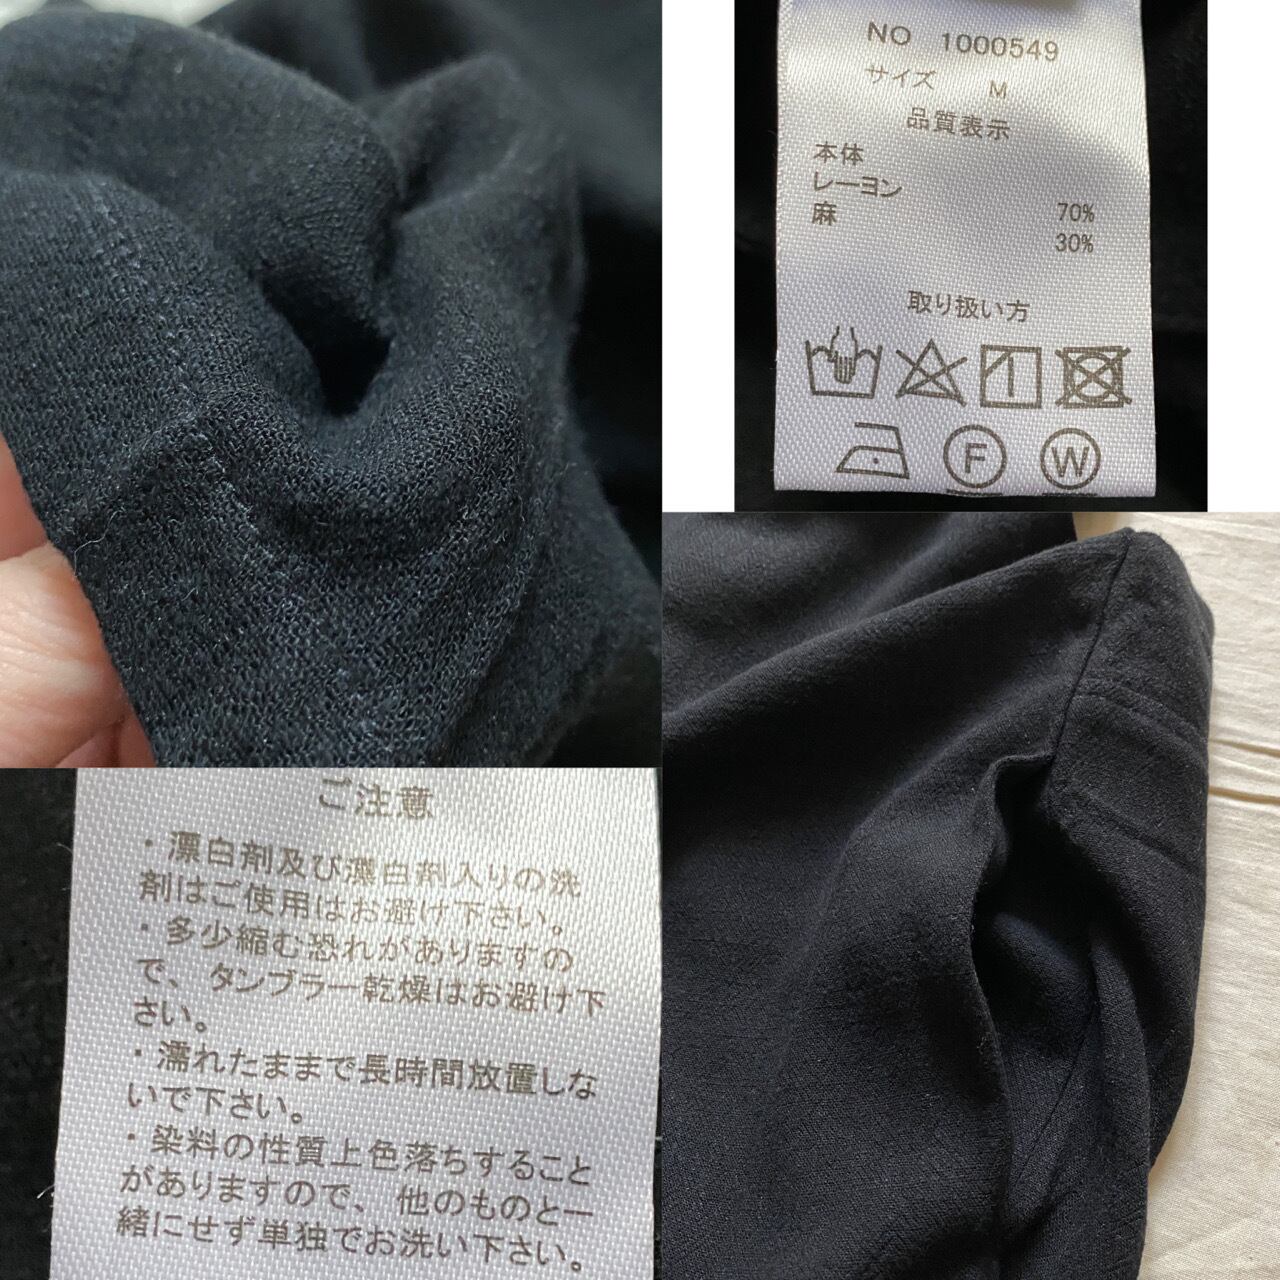 NO 1000549
サイズ M
品質表示
本体
レーヨン 70%
麻 30%
取り扱い方
F W
ご注意
・漂白剤及び漂白剤入りの洗
剤はご使用はお避け下さい。
・多少縮む恐れがありますの
で、タンブラー乾燥はお避け下
さい。
・濡れたままで長時間放置しな
いで下さい。
・染料の性質上色落ちすること
がありますので、他のものと一
緒にせず単独でお洗い下さい。